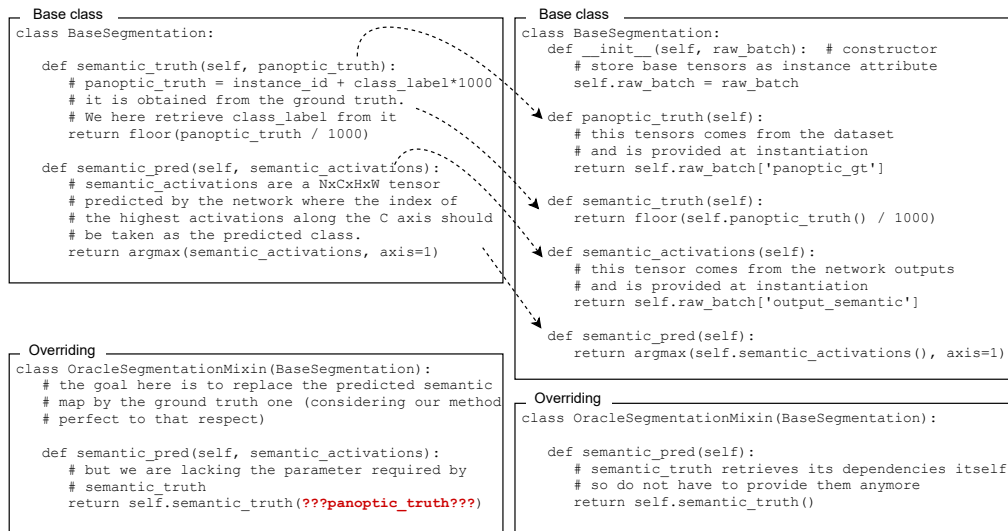 Base class
class BaseSegmentation:
def semantic_truth(self, panoptic_truth):
# panoptic_truth = instance_id + class_label*1000
# it is obtained from the ground truth.
# We here retrieve class_label from it
return floor(panoptic_truth / 1000)
def semantic_pred(self, semantic_activations):
# semantic_activations are a NxCxHxW tensor
# predicted by the network where the index of
# the highest activations along the C axis should
# be taken as the predicted class.
return argmax(semantic_activations, axis=1)
Overriding
class OracleSegmentationMixin(BaseSegmentation):
# the goal here is to replace the predicted semantic
# map by the ground truth one (considering our method
# perfect to that respect)
def semantic_pred(self, semantic_activations):
# but we are lacking the parameter required by
# semantic_truth
return self.semantic_truth(???panoptic_truth???)
Base class
class BaseSegmentation:
def __init__(self, raw_batch):  # constructor
# store base tensors as instance attribute
self.raw_batch = raw_batch
def panoptic_truth(self):
# this tensors comes from the dataset
# and is provided at instantiation
return self.raw_batch['panoptic_gt']
def semantic_truth(self):
return floor(self.panoptic_truth() / 1000)
def semantic_activations(self):
# this tensor comes from the network outputs
# and is provided at instantiation
return self.raw_batch['output_semantic']
def semantic_pred(self):
return argmax(self.semantic_activations(), axis=1)
Overriding
class OracleSegmentationMixin(BaseSegmentation):
def semantic_pred(self):
# semantic_truth retrieves its dependencies itself
# so do not have to provide them anymore
return self.semantic_truth()